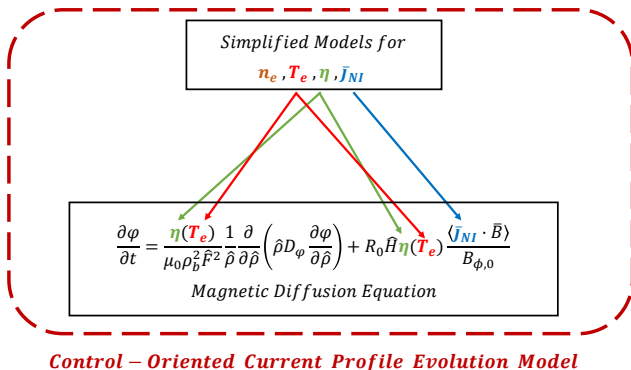 Simplified Models for
n_e , T_e , η , j̄_NI
∂φ/∂t = η(T_e)/(μ_0 ρ_b^2 F̂^2) 1/ρ̂ ∂/∂ρ̂ (ρ̂ D_φ ∂φ/∂ρ̂) + R_0 Ĥ η(T_e) ⟨j̄_NI · B̄⟩/B_ϕ,0
Magnetic Diffusion Equation
Control − Oriented Current Profile Evolution Model